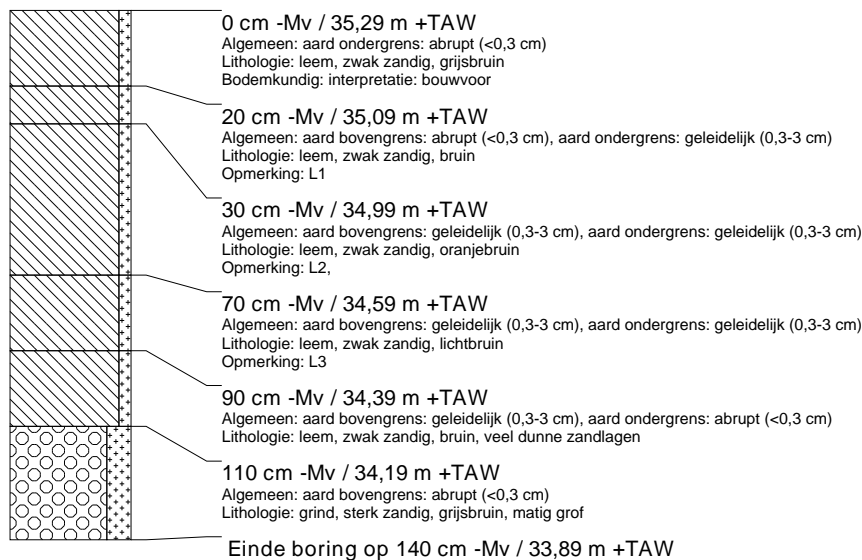 0 cm -Mv / 35,29 m +TAW
Algemeen: aard ondergrens: abrupt (<0,3 cm)
Lithologie: leem, zwak zandig, grijsbruin
Bodemkundig: interpretatie: bouwvoor
20 cm -Mv / 35,09 m +TAW
Algemeen: aard bovengrens: abrupt (<0,3 cm), aard ondergrens: geleidelijk (0,3-3 cm)
Lithologie: leem, zwak zandig, bruin
Opmerking: L1
30 cm -Mv / 34,99 m +TAW
Algemeen: aard bovengrens: geleidelijk (0,3-3 cm), aard ondergrens: geleidelijk (0,3-3 cm)
Lithologie: leem, zwak zandig, oranjebruin
Opmerking: L2,
70 cm -Mv / 34,59 m +TAW
Algemeen: aard bovengrens: geleidelijk (0,3-3 cm), aard ondergrens: geleidelijk (0,3-3 cm)
Lithologie: leem, zwak zandig, lichtbruin
Opmerking: L3
90 cm -Mv / 34,39 m +TAW
Algemeen: aard bovengrens: geleidelijk (0,3-3 cm), aard ondergrens: abrupt (<0,3 cm)
Lithologie: leem, zwak zandig, bruin, veel dunne zandlagen
110 cm -Mv / 34,19 m +TAW
Algemeen: aard bovengrens: abrupt (<0,3 cm)
Lithologie: grind, sterk zandig, grijsbruin, matig grof
Einde boring op 140 cm -Mv / 33,89 m +TAW